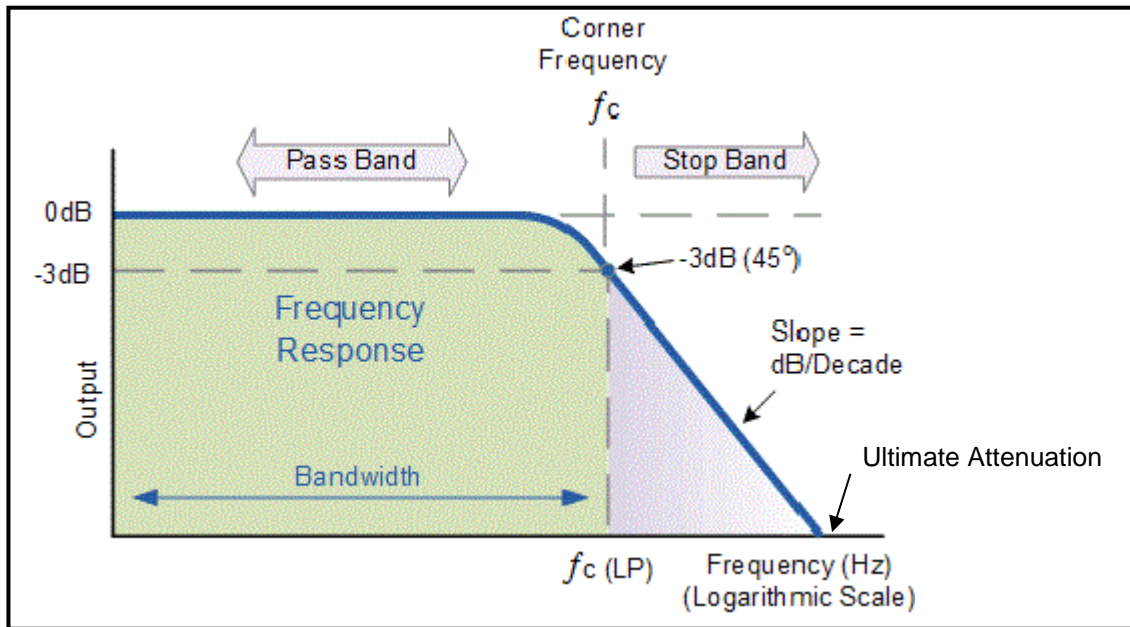 Corner
Frequency
fc
Pass Band
Stop Band
0dB
-3dB
-3dB (45°)
Frequency
Response
Slope =
dB/Decade
Output
Bandwidth
Ultimate Attenuation
fc (LP)
Frequency (Hz)
(Logarithmic Scale)